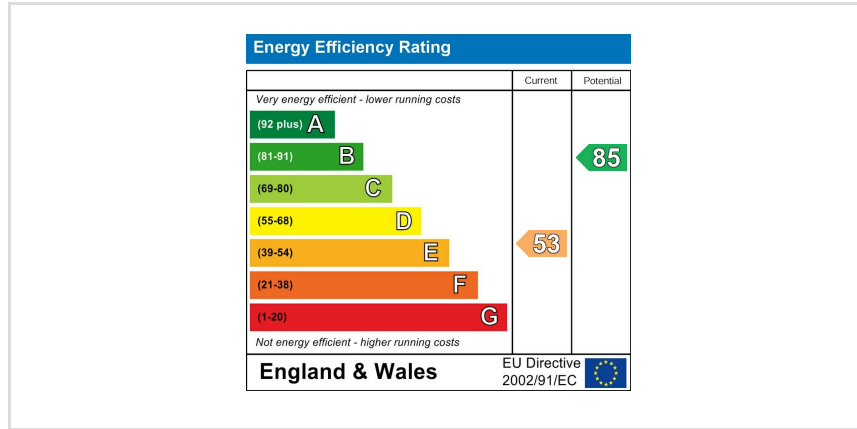 Energy Efficiency Rating
Current Potential
Very energy efficient - lower running costs
(92 plus) A
(81-91) B 85
(69-80) C
(55-68) D
(39-54) E 53
(21-38) F
(1-20) G
Not energy efficient - higher running costs
England & Wales
EU Directive
2002/91/EC